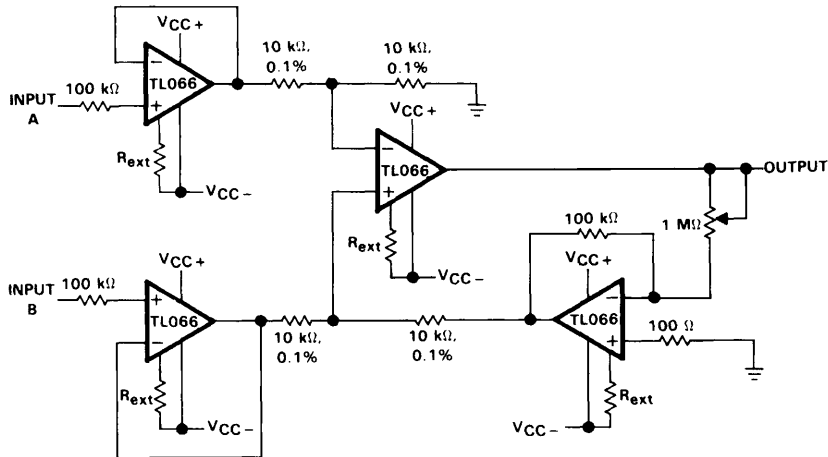 VCC+
10 kΩ,
0.1%
10 kΩ,
0.1%
INPUT
A
100 kΩ
−
TL066
+
Rext
VCC−
VCC+
−
TL066
+
OUTPUT
Rext
VCC−
1 MΩ
100 kΩ
INPUT
B
100 kΩ
VCC+
+
TL066
−
Rext
VCC−
10 kΩ,
0.1%
10 kΩ,
0.1%
VCC+
−
TL066
+
100 Ω
Rext
VCC−